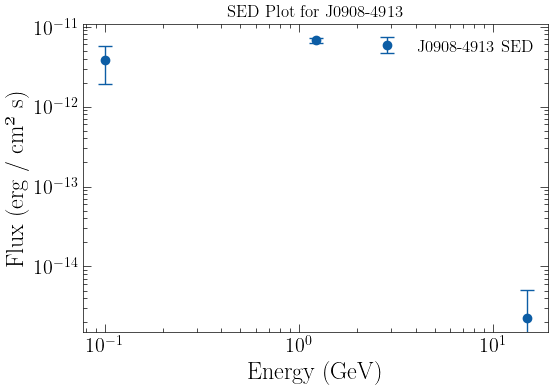 SED Plot for J0908-4913
J0908-4913 SED
Flux (erg / cm² s)
10⁻¹¹
10⁻¹²
10⁻¹³
10⁻¹⁴
10⁻¹
10⁰
10¹
Energy (GeV)